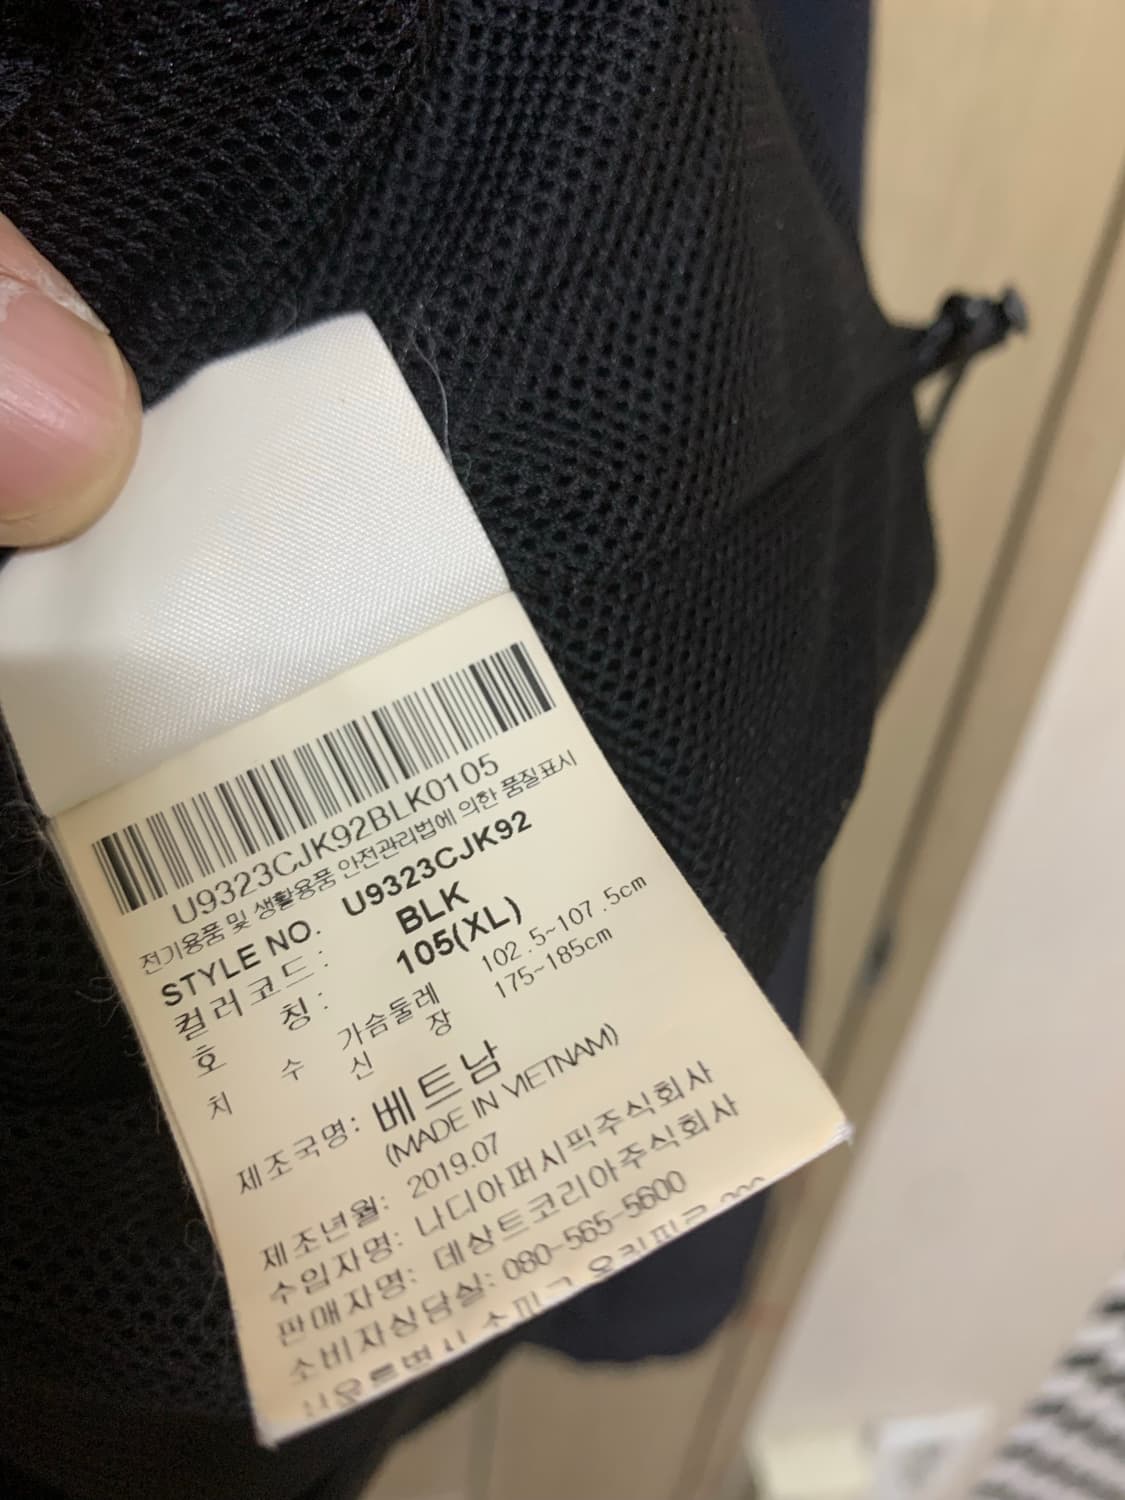 U9323CJK92BLK0105
전기용품 및 생활용품 안전관리법에 의한 품질표시
STYLE NO. U9323CJK92
컬러코드: BLK
호 칭: 105(XL)
치 수 가슴둘레 102.5~107.5cm
신 장 175~185cm
제조국명: 베트남
(MADE IN VIETNAM)
제조년월: 2019.07
수입자명: 나디아퍼시픽주식회사
판매자명: 데상트코리아주식회사
소비자상담실: 080-565-5600